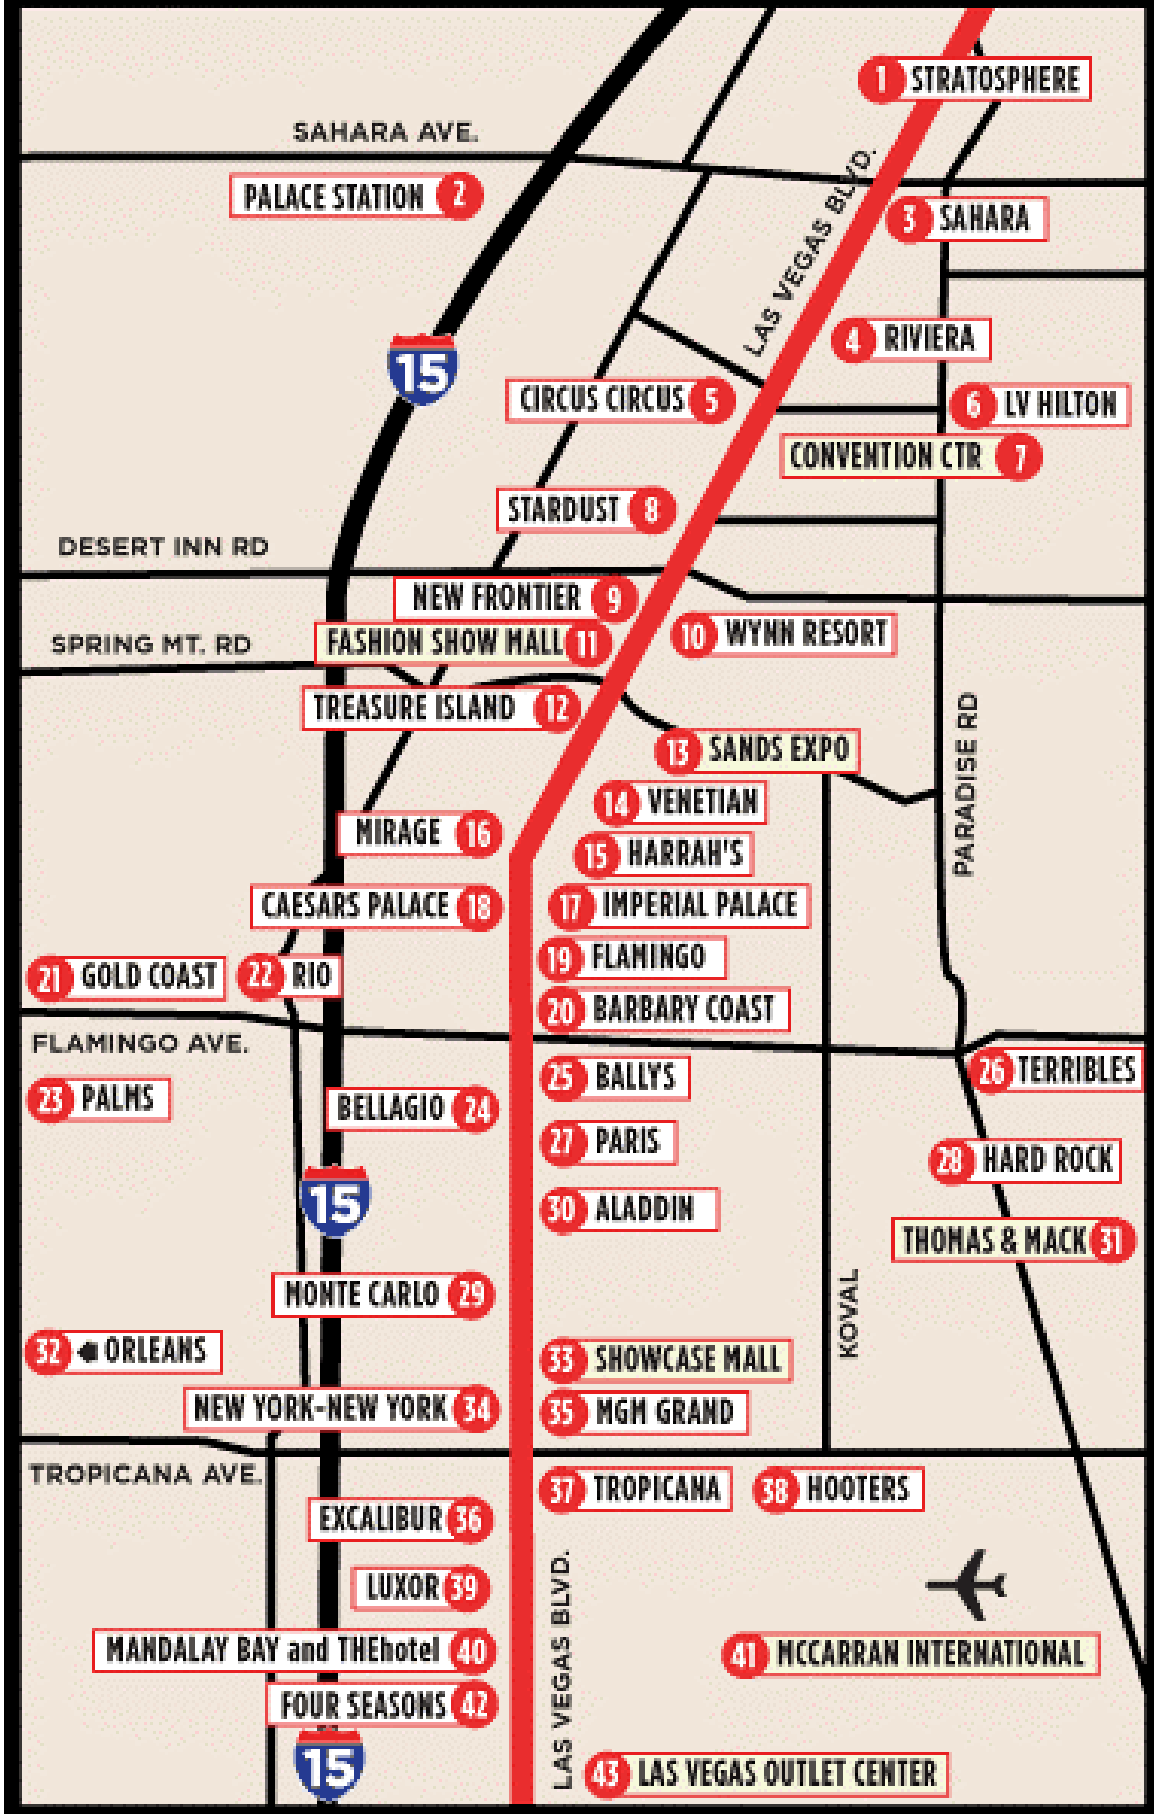 1 STRATOSPHERE
SAHARA AVE.
PALACE STATION 2
LAS VEGAS BLVD.
3 SAHARA
4 RIVIERA
15
CIRCUS CIRCUS 5
6 LV HILTON
CONVENTION CTR 7
STARDUST 8
DESERT INN RD
NEW FRONTIER 9
10 WYNN RESORT
SPRING MT. RD
FASHION SHOW MALL 11
TREASURE ISLAND 12
13 SANDS EXPO
PARADISE RD
14 VENETIAN
MIRAGE 16
15 HARRAH'S
CAESARS PALACE 18
17 IMPERIAL PALACE
19 FLAMINGO
21 GOLD COAST
22 RIO
20 BARBARY COAST
FLAMINGO AVE.
25 BALLYS
26 TERRIBLES
23 PALMS
BELLAGIO 24
27 PARIS
28 HARD ROCK
15
30 ALADDIN
THOMAS & MACK 31
MONTE CARLO 29
KOVAL
32 ORLEANS
33 SHOWCASE MALL
NEW YORK-NEW YORK 34
35 MGM GRAND
TROPICANA AVE.
37 TROPICANA
38 HOOTERS
EXCALIBUR 36
LUXOR 39
LAS VEGAS BLVD.
MANDALAY BAY and THEhotel 40
41 MCCARRAN INTERNATIONAL
FOUR SEASONS 42
15
43 LAS VEGAS OUTLET CENTER